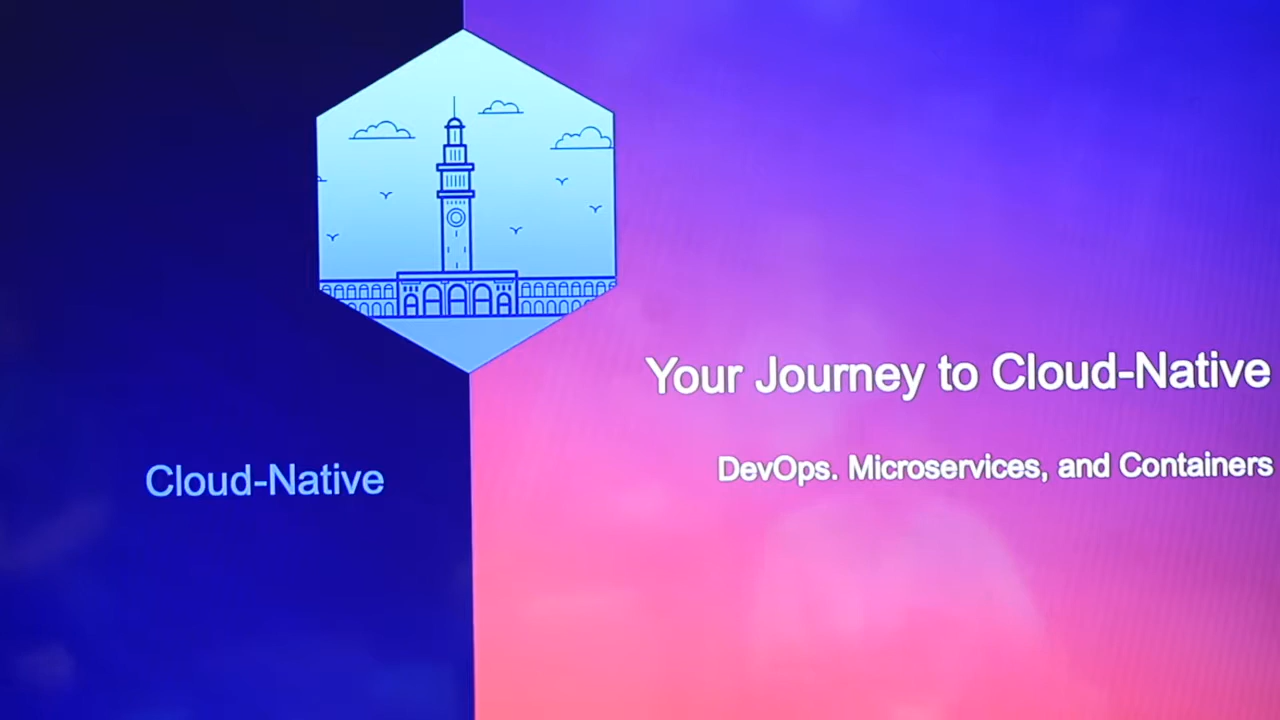 Your Journey to Cloud-Native
DevOps. Microservices, and Containers
Cloud-Native